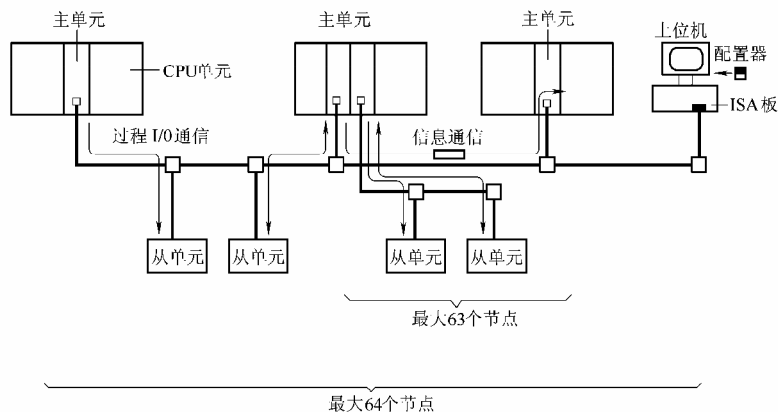 主单元
主单元
主单元
上位机
配置器
CPU单元
ISA板
过程 I/0 通信
信息通信
从单元
从单元
从单元
从单元
最大63个节点
最大64个节点